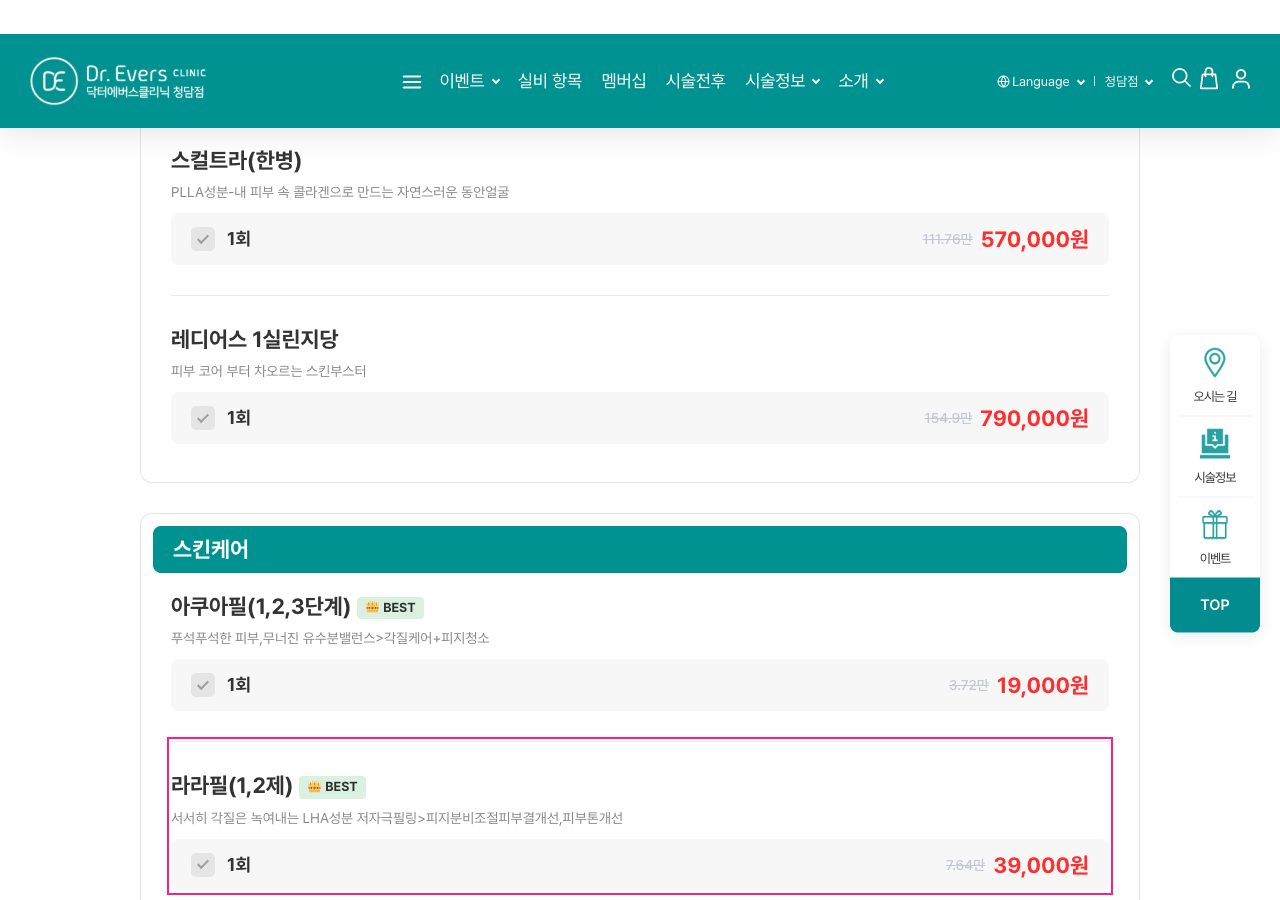 Dr. Evers CLINIC
닥터에버스클리닉 청담점
이벤트
실비 항목
멤버십
시술전후
시술정보
소개
Language
청담점
스컬트라(한병)
PLLA성분-내 피부 속 콜라겐으로 만드는 자연스러운 동안얼굴
1회 111.76만 570,000원
레디어스 1실린지당
피부 코어 부터 차오르는 스킨부스터
1회 154.9만 790,000원
오시는 길
시술정보
이벤트
TOP
스킨케어
아쿠아필(1,2,3단계) BEST
푸석푸석한 피부,무너진 유수분밸런스>각질케어+피지청소
1회 3.72만 19,000원
라라필(1,2제) BEST
서서히 각질은 녹여내는 LHA성분 저자극필링>피지분비조절피부결개선,피부톤개선
1회 7.64만 39,000원